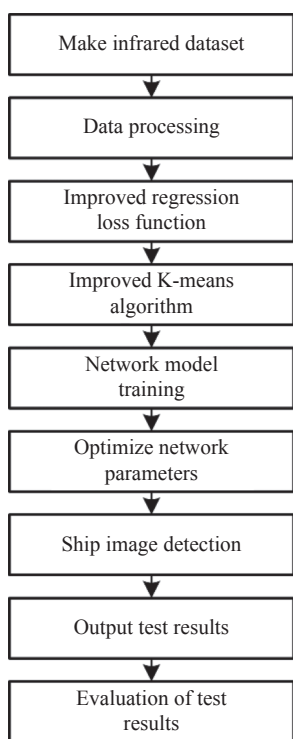 Make infrared dataset
Data processing
Improved regression
loss function
Improved K-means
algorithm
Network model
training
Optimize network
parameters
Ship image detection
Output test results
Evaluation of test
results